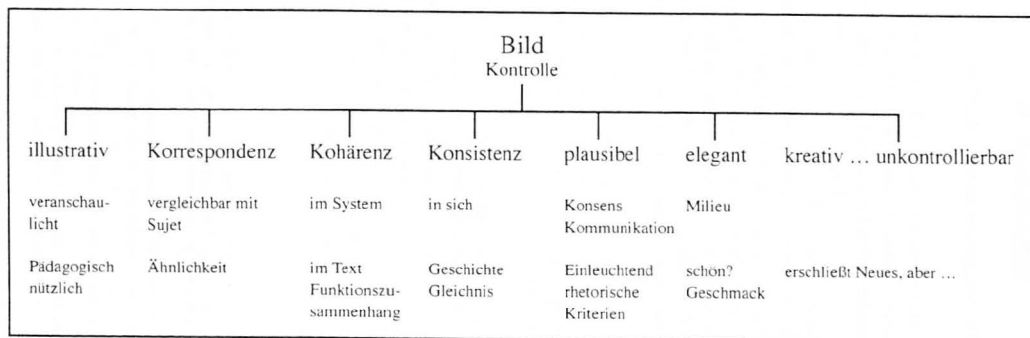 Bild
Kontrolle
illustrativ Korrespondenz Kohärenz Konsistenz plausibel elegant kreativ … unkontrollierbar
veranschau- vergleichbar mit im System in sich Konsens Milieu
licht Sujet Kommunikation
Pädagogisch Ähnlichkeit im Text Geschichte Einleuchtend schön? erschließt Neues, aber …
nützlich Funktionszu- Gleichnis rhetorische Geschmack
sammenhang Kriterien